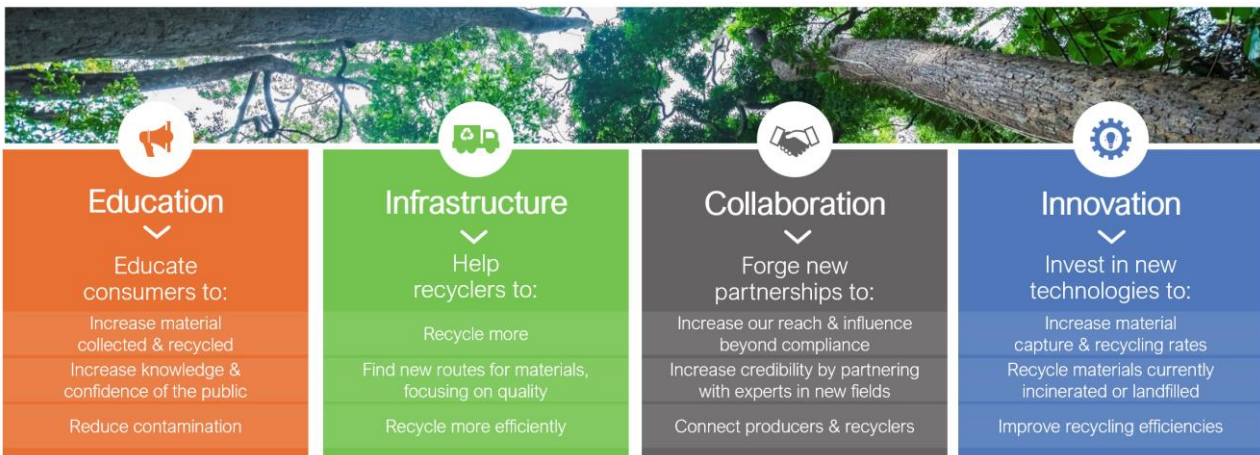 Education
Educate
consumers to:
Increase material
collected & recycled
Increase knowledge &
confidence of the public
Reduce contamination
Infrastructure
Help
recyclers to:
Recycle more
Find new routes for materials,
focusing on quality
Recycle more efficiently
Collaboration
Forge new
partnerships to:
Increase our reach & influence
beyond compliance
Increase credibility by partnering
with experts in new fields
Connect producers & recyclers
Innovation
Invest in new
technologies to:
Increase material
capture & recycling rates
Recycle materials currently
incinerated or landfilled
Improve recycling efficiencies